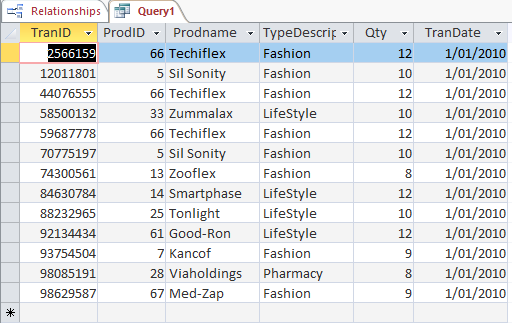 Relationships Query1
TranID ProdID Prodname TypeDescrip Qty TranDate
2566159 66 Techiflex Fashion 12 1/01/2010
12011801 5 Sil Sonity Fashion 10 1/01/2010
44076555 66 Techiflex Fashion 12 1/01/2010
58500132 33 Zummalax LifeStyle 10 1/01/2010
59687778 66 Techiflex Fashion 12 1/01/2010
70775197 5 Sil Sonity Fashion 10 1/01/2010
74300561 13 Zooflex Fashion 8 1/01/2010
84630784 14 Smartphase LifeStyle 12 1/01/2010
88232965 25 Tonlight LifeStyle 10 1/01/2010
92134434 61 Good-Ron LifeStyle 12 1/01/2010
93754504 7 Kancof Fashion 9 1/01/2010
98085191 28 Viaholdings Pharmacy 8 1/01/2010
98629587 67 Med-Zap Fashion 9 1/01/2010